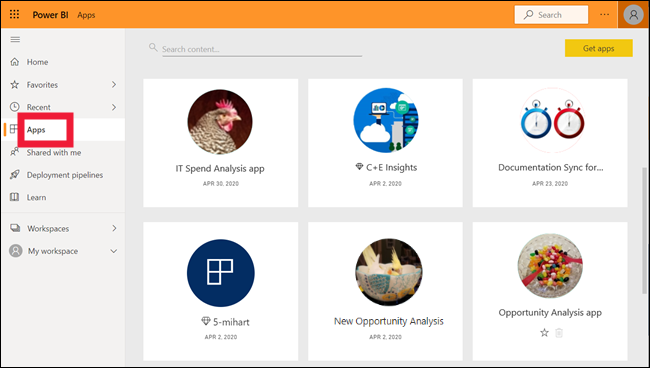 Power BI Apps Search ...
Search content... Get apps
Home
Favorites
Recent
Apps
Shared with me
Deployment pipelines
Learn
Workspaces
My workspace
IT Spend Analysis app
APR 30, 2020
C+E Insights
APR 2, 2020
Documentation Sync for...
APR 23, 2020
5-mihart
APR 2, 2020
New Opportunity Analysis
APR 2, 2020
Opportunity Analysis app